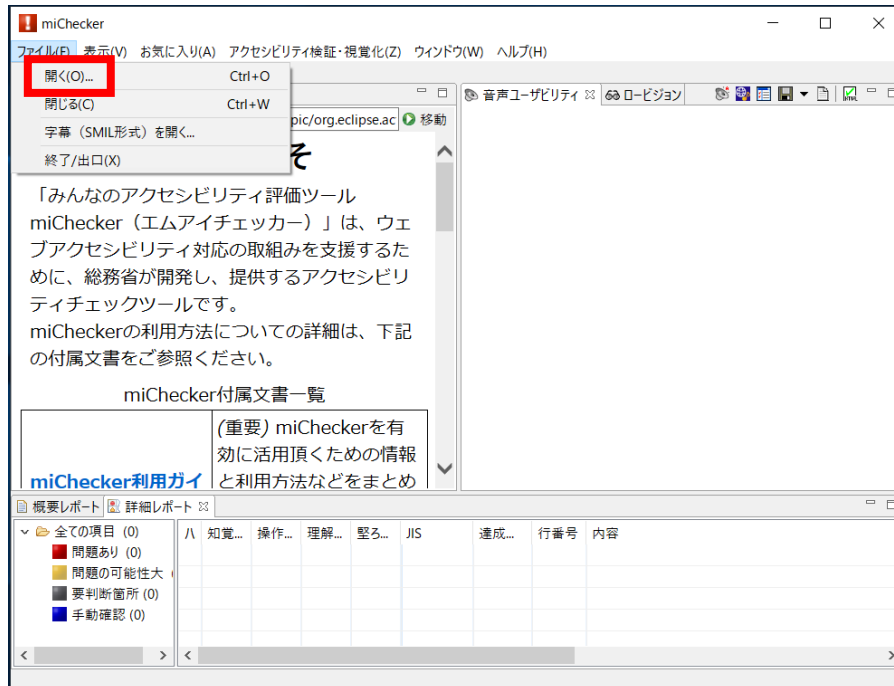 miChecker
ファイル(F) 表示(V) お気に入り(A) アクセシビリティ検証・視覚化(Z) ウィンドウ(W) ヘルプ(H)
開く(O)... Ctrl+O
閉じる(C) Ctrl+W
字幕（SMIL形式）を開く...
終了/出口(X)
pic/org.eclipse.ac 移動
音声ユーザビリティ ロービジョン
そ
「みんなのアクセシビリティ評価ツール
miChecker（エムアイチェッカー）」は、ウェ
ブアクセシビリティ対応の取組みを支援するた
めに、総務省が開発し、提供するアクセシビリ
ティチェックツールです。
miCheckerの利用方法についての詳細は、下記
の付属文書をご参照ください。
miChecker付属文書一覧
miChecker利用ガイ
(重要) miCheckerを有
効に活用頂くための情報
と利用方法などをまとめ
概要レポート 詳細レポート
全ての項目 (0)
問題あり (0)
問題の可能性大 (
要判断箇所 (0)
手動確認 (0)
ハ 知覚... 操作... 理解... 堅ろ... JIS 達成... 行番号 内容